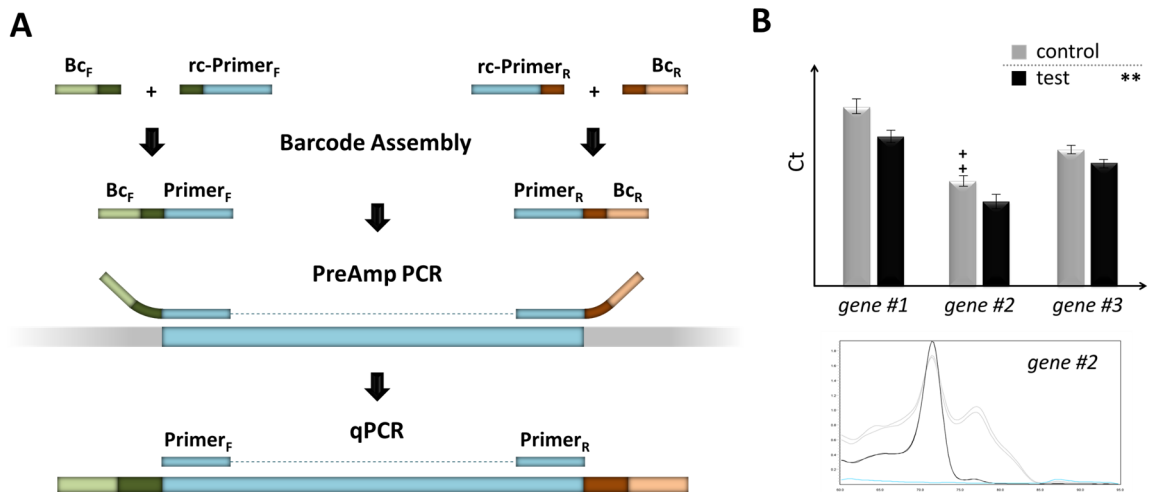 A
Bc_F + rc-Primer_F
rc-Primer_R + Bc_R
Barcode Assembly
Bc_F Primer_F
Primer_R Bc_R
PreAmp PCR
qPCR
Primer_F
Primer_R
B
control
test **
Ct
+
+
gene #1 gene #2 gene #3
gene #2